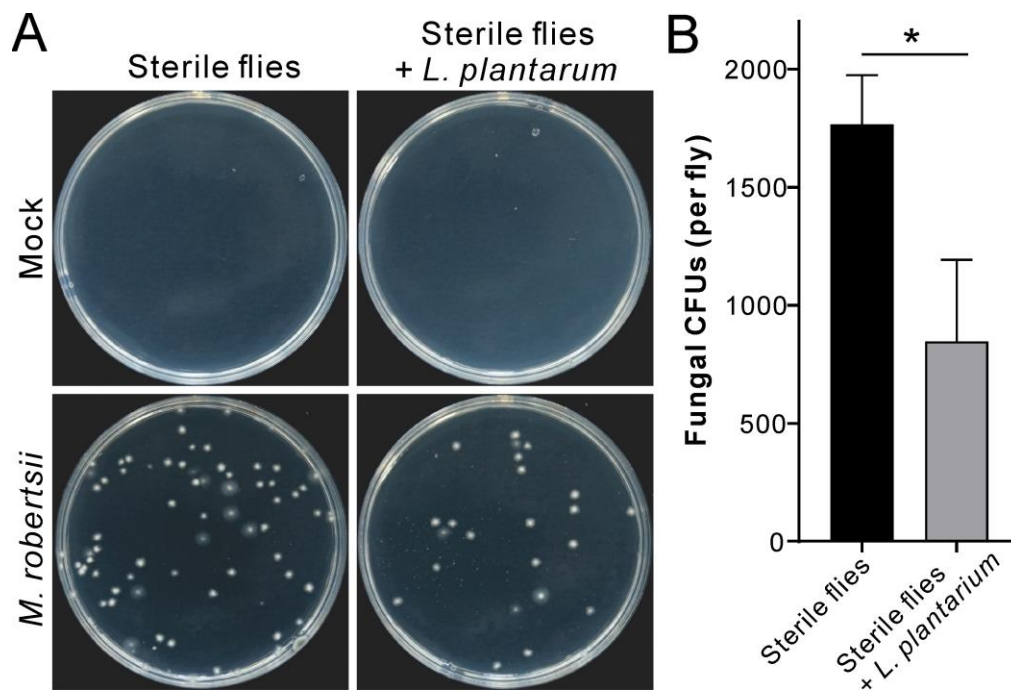 A
Sterile flies
Sterile flies
+ L. plantarum
Mock
M. robertsii
B
*
Fungal CFUs (per fly)
2000
1500
1000
500
0
Sterile flies
Sterile flies
+ L. plantarium